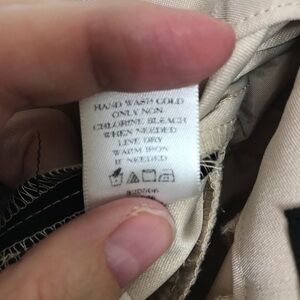 HAND WASH COLD
ONLY NON
CHLORINE BLEACH
WHEN NEEDED
LINE DRY
WARM IRON
IF NEEDED